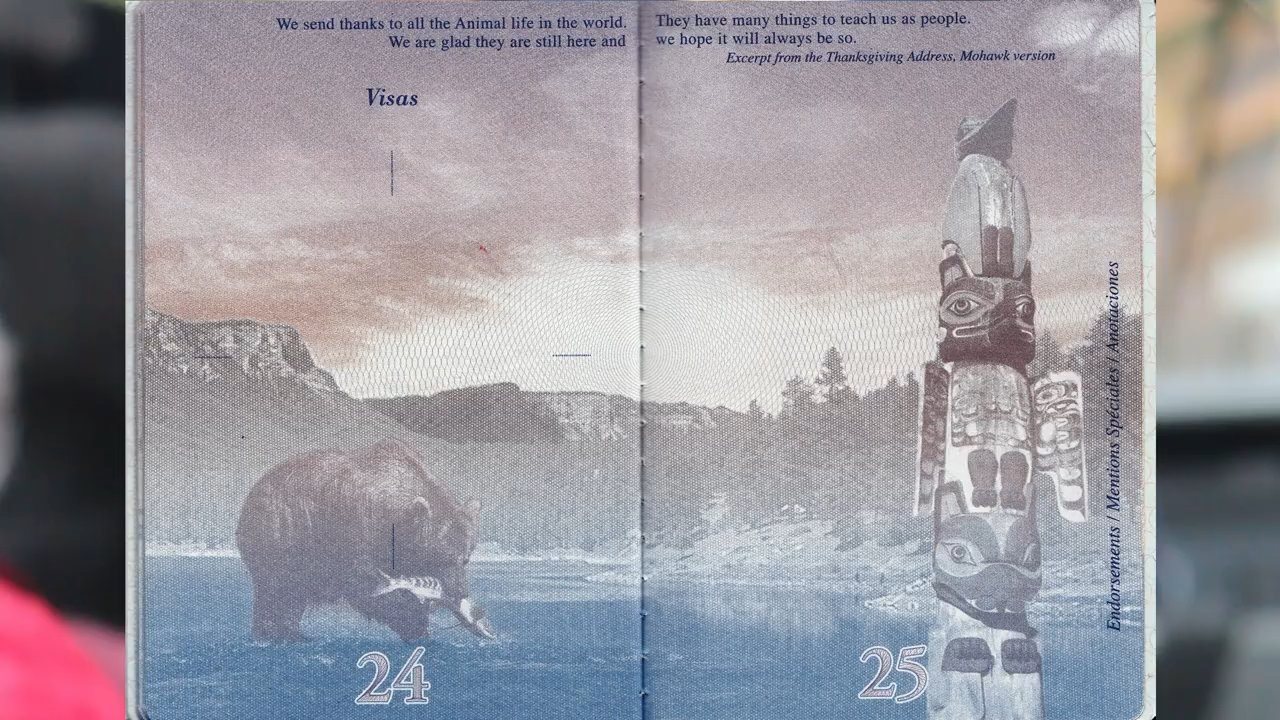 We send thanks to all the Animal life in the world.
We are glad they are still here and
They have many things to teach us as people.
we hope it will always be so.
Excerpt from the Thanksgiving Address, Mohawk version
Visas
Endorsements / Mentions Spéciales / Anotaciones
24
25